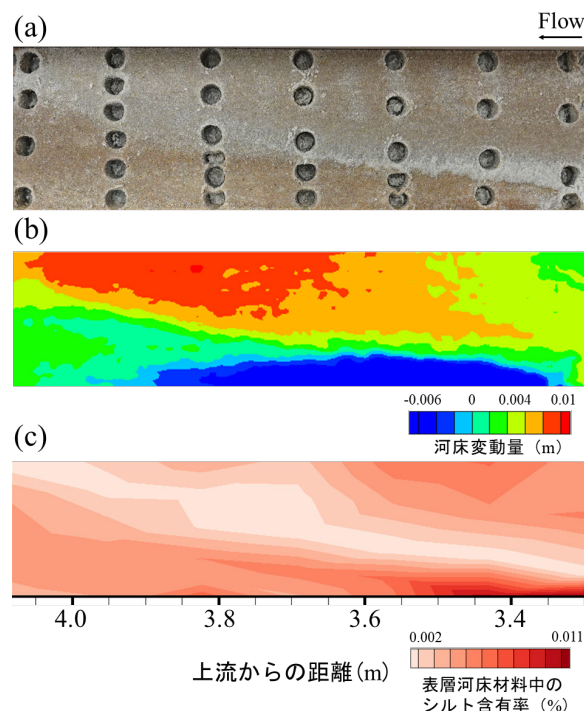 (a)
Flow
(b)
-0.006 0 0.004 0.01
河床変動量 (m)
(c)
4.0 3.8 3.6 3.4
上流からの距離(m)
0.002 0.011
表層河床材料中の
シルト含有率 (%)